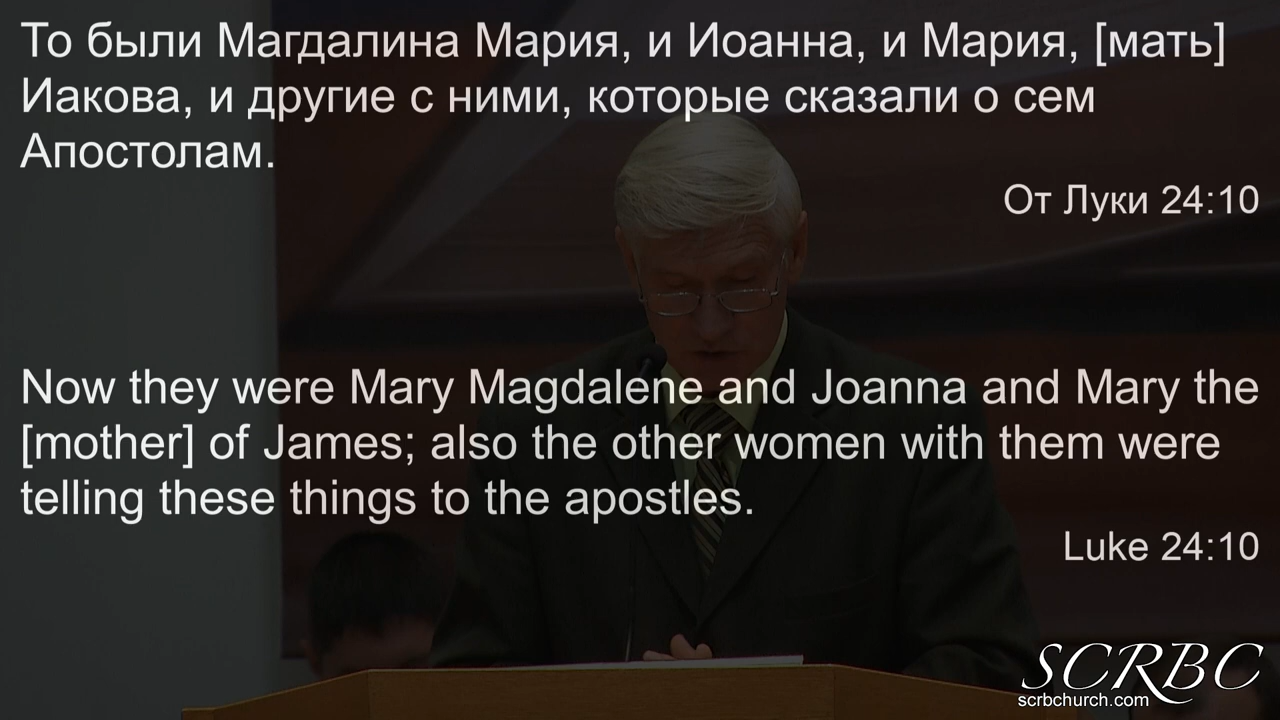 То были Магдалина Мария, и Иоанна, и Мария, [мать]
Иакова, и другие с ними, которые сказали о сем
Апостолам.
От Луки 24:10
Now they were Mary Magdalene and Joanna and Mary the
[mother] of James; also the other women with them were
telling these things to the apostles.
Luke 24:10
SCRBC
scrbchurch.com